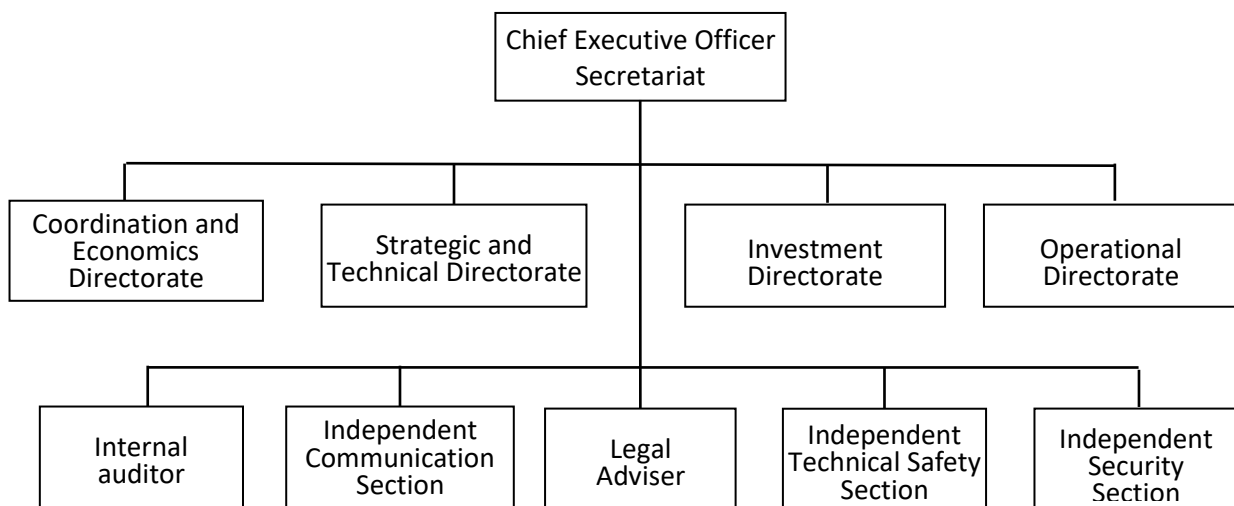 Chief Executive Officer
Secretariat
Coordination and
Economics
Directorate
Strategic and
Technical Directorate
Investment
Directorate
Operational
Directorate
Internal
auditor
Independent
Communication
Section
Legal
Adviser
Independent
Technical Safety
Section
Independent
Security
Section